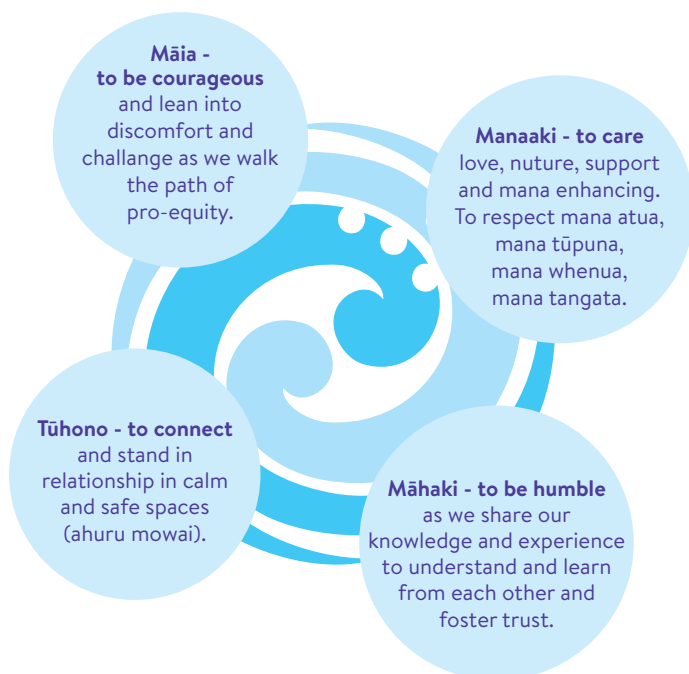 Māia -
to be courageous
and lean into
discomfort and
challange as we walk
the path of
pro-equity.
Manaaki - to care
love, nuture, support
and mana enhancing.
To respect mana atua,
mana tūpuna,
mana whenua,
mana tangata.
Tūhono - to connect
and stand in
relationship in calm
and safe spaces
(ahuru mowai).
Māhaki - to be humble
as we share our
knowledge and experience
to understand and learn
from each other and
foster trust.